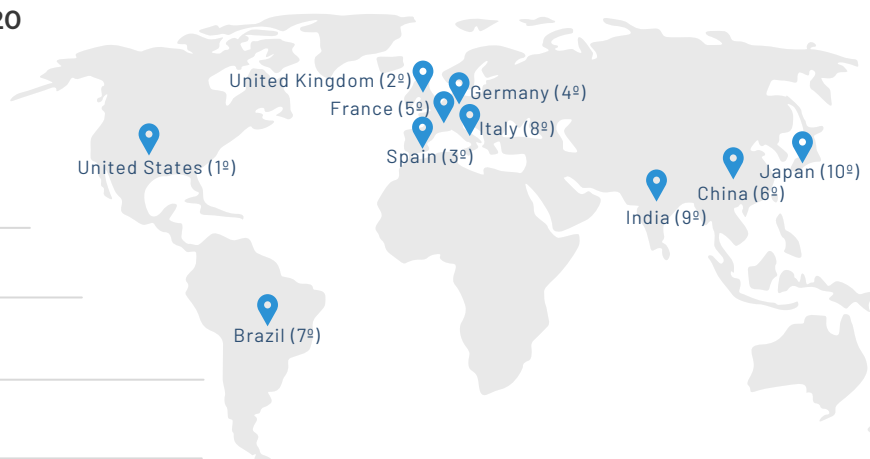 20
United Kingdom (2º)
Germany (4º)
France (5º)
Italy (8º)
United States (1º)
Spain (3º)
Japan (10º)
China (6º)
India (9º)
Brazil (7º)